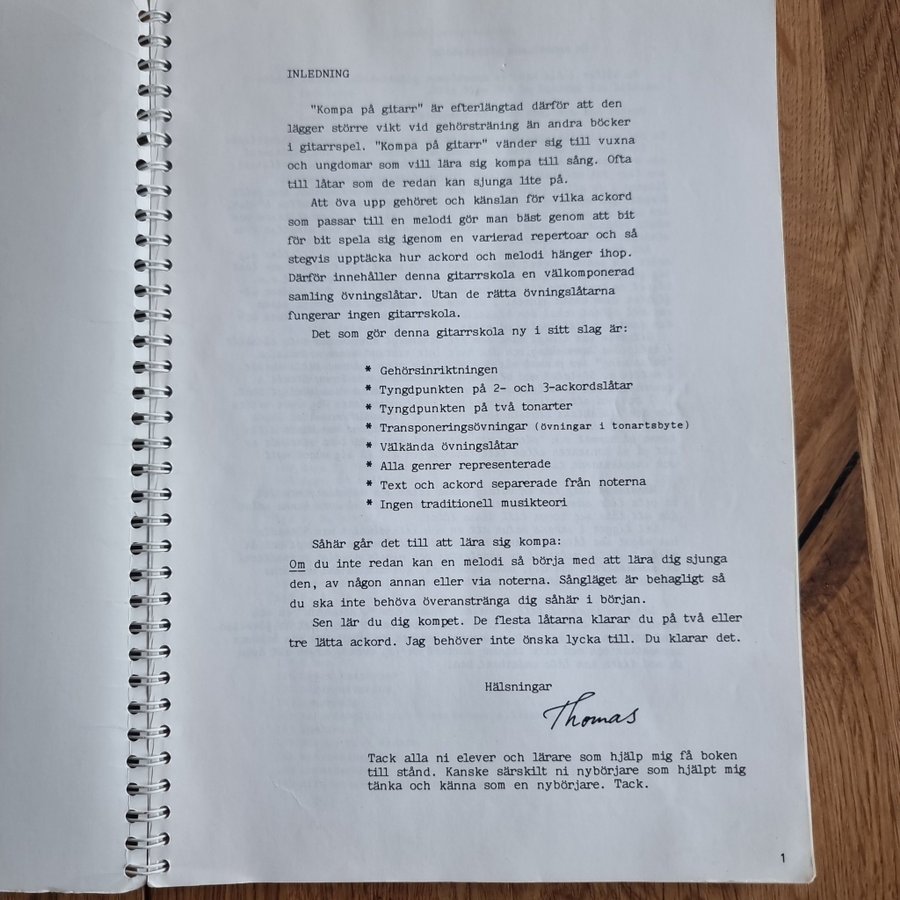 INLEDNING
"Kompa på gitarr" är efterlängtad därför att den
lägger större vikt vid gehörsträning än andra böcker
i gitarrspel. "Kompa på gitarr" vänder sig till vuxna
och ungdomar som vill lära sig kompa till sång. Ofta
till låtar som de redan kan sjunga lite på.
Att öva upp gehöret och känslan för vilka ackord
som passar till en melodi gör man bäst genom att bit
för bit spela sig igenom en varierad repertoar och så
stegvis upptäcka hur ackord och melodi hänger ihop.
Därför innehåller denna gitarrskola en välkomponerad
samling övningslåtar. Utan de rätta övningslåtarna
fungerar ingen gitarrskola.
Det som gör denna gitarrskola ny i sitt slag är:
* Gehörsinriktningen
* Tyngdpunkten på 2- och 3-ackordslåtar
* Tyngdpunkten på två tonarter
* Transponeringsövningar (övningar i tonartsbyte)
* Välkända övningslåtar
* Alla genrer representerade
* Text och ackord separerade från noterna
* Ingen traditionell musikteori
Såhär går det till att lära sig kompa:
Om du inte redan kan en melodi så börja med att lära dig sjunga
den, av någon annan eller via noterna. Sångläget är behagligt så
du ska inte behöva överanstränga dig såhär i början.
Sen lär du dig kompet. De flesta låtarna klarar du på två eller
tre lätta ackord. Jag behöver inte önska lycka till. Du klarar det.
Hälsningar
Thomas
Tack alla ni elever och lärare som hjälp mig få boken
till stånd. Kanske särskilt ni nybörjare som hjälpt mig
tänka och känna som en nybörjare. Tack.
1